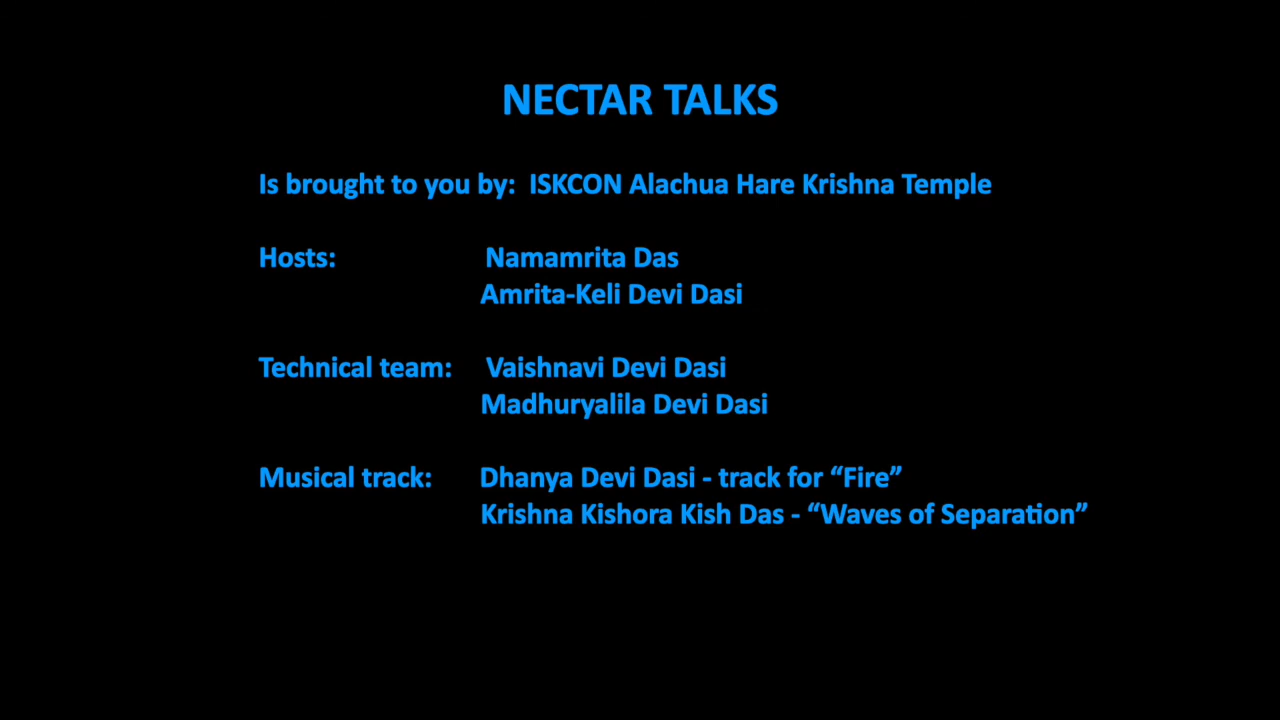 NECTAR TALKS
Is brought to you by: ISKCON Alachua Hare Krishna Temple
Hosts: Namamrita Das
Amrita-Keli Devi Dasi
Technical team: Vaishnavi Devi Dasi
Madhuryalila Devi Dasi
Musical track: Dhanya Devi Dasi - track for “Fire”
Krishna Kishora Kish Das - “Waves of Separation”